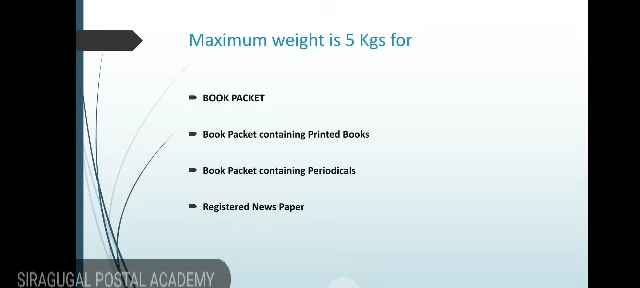 Maximum weight is 5 Kgs for
BOOK PACKET
Book Packet containing Printed Books
Book Packet containing Periodicals
Registered News Paper
SIRAGUGAL POSTAL ACADEMY